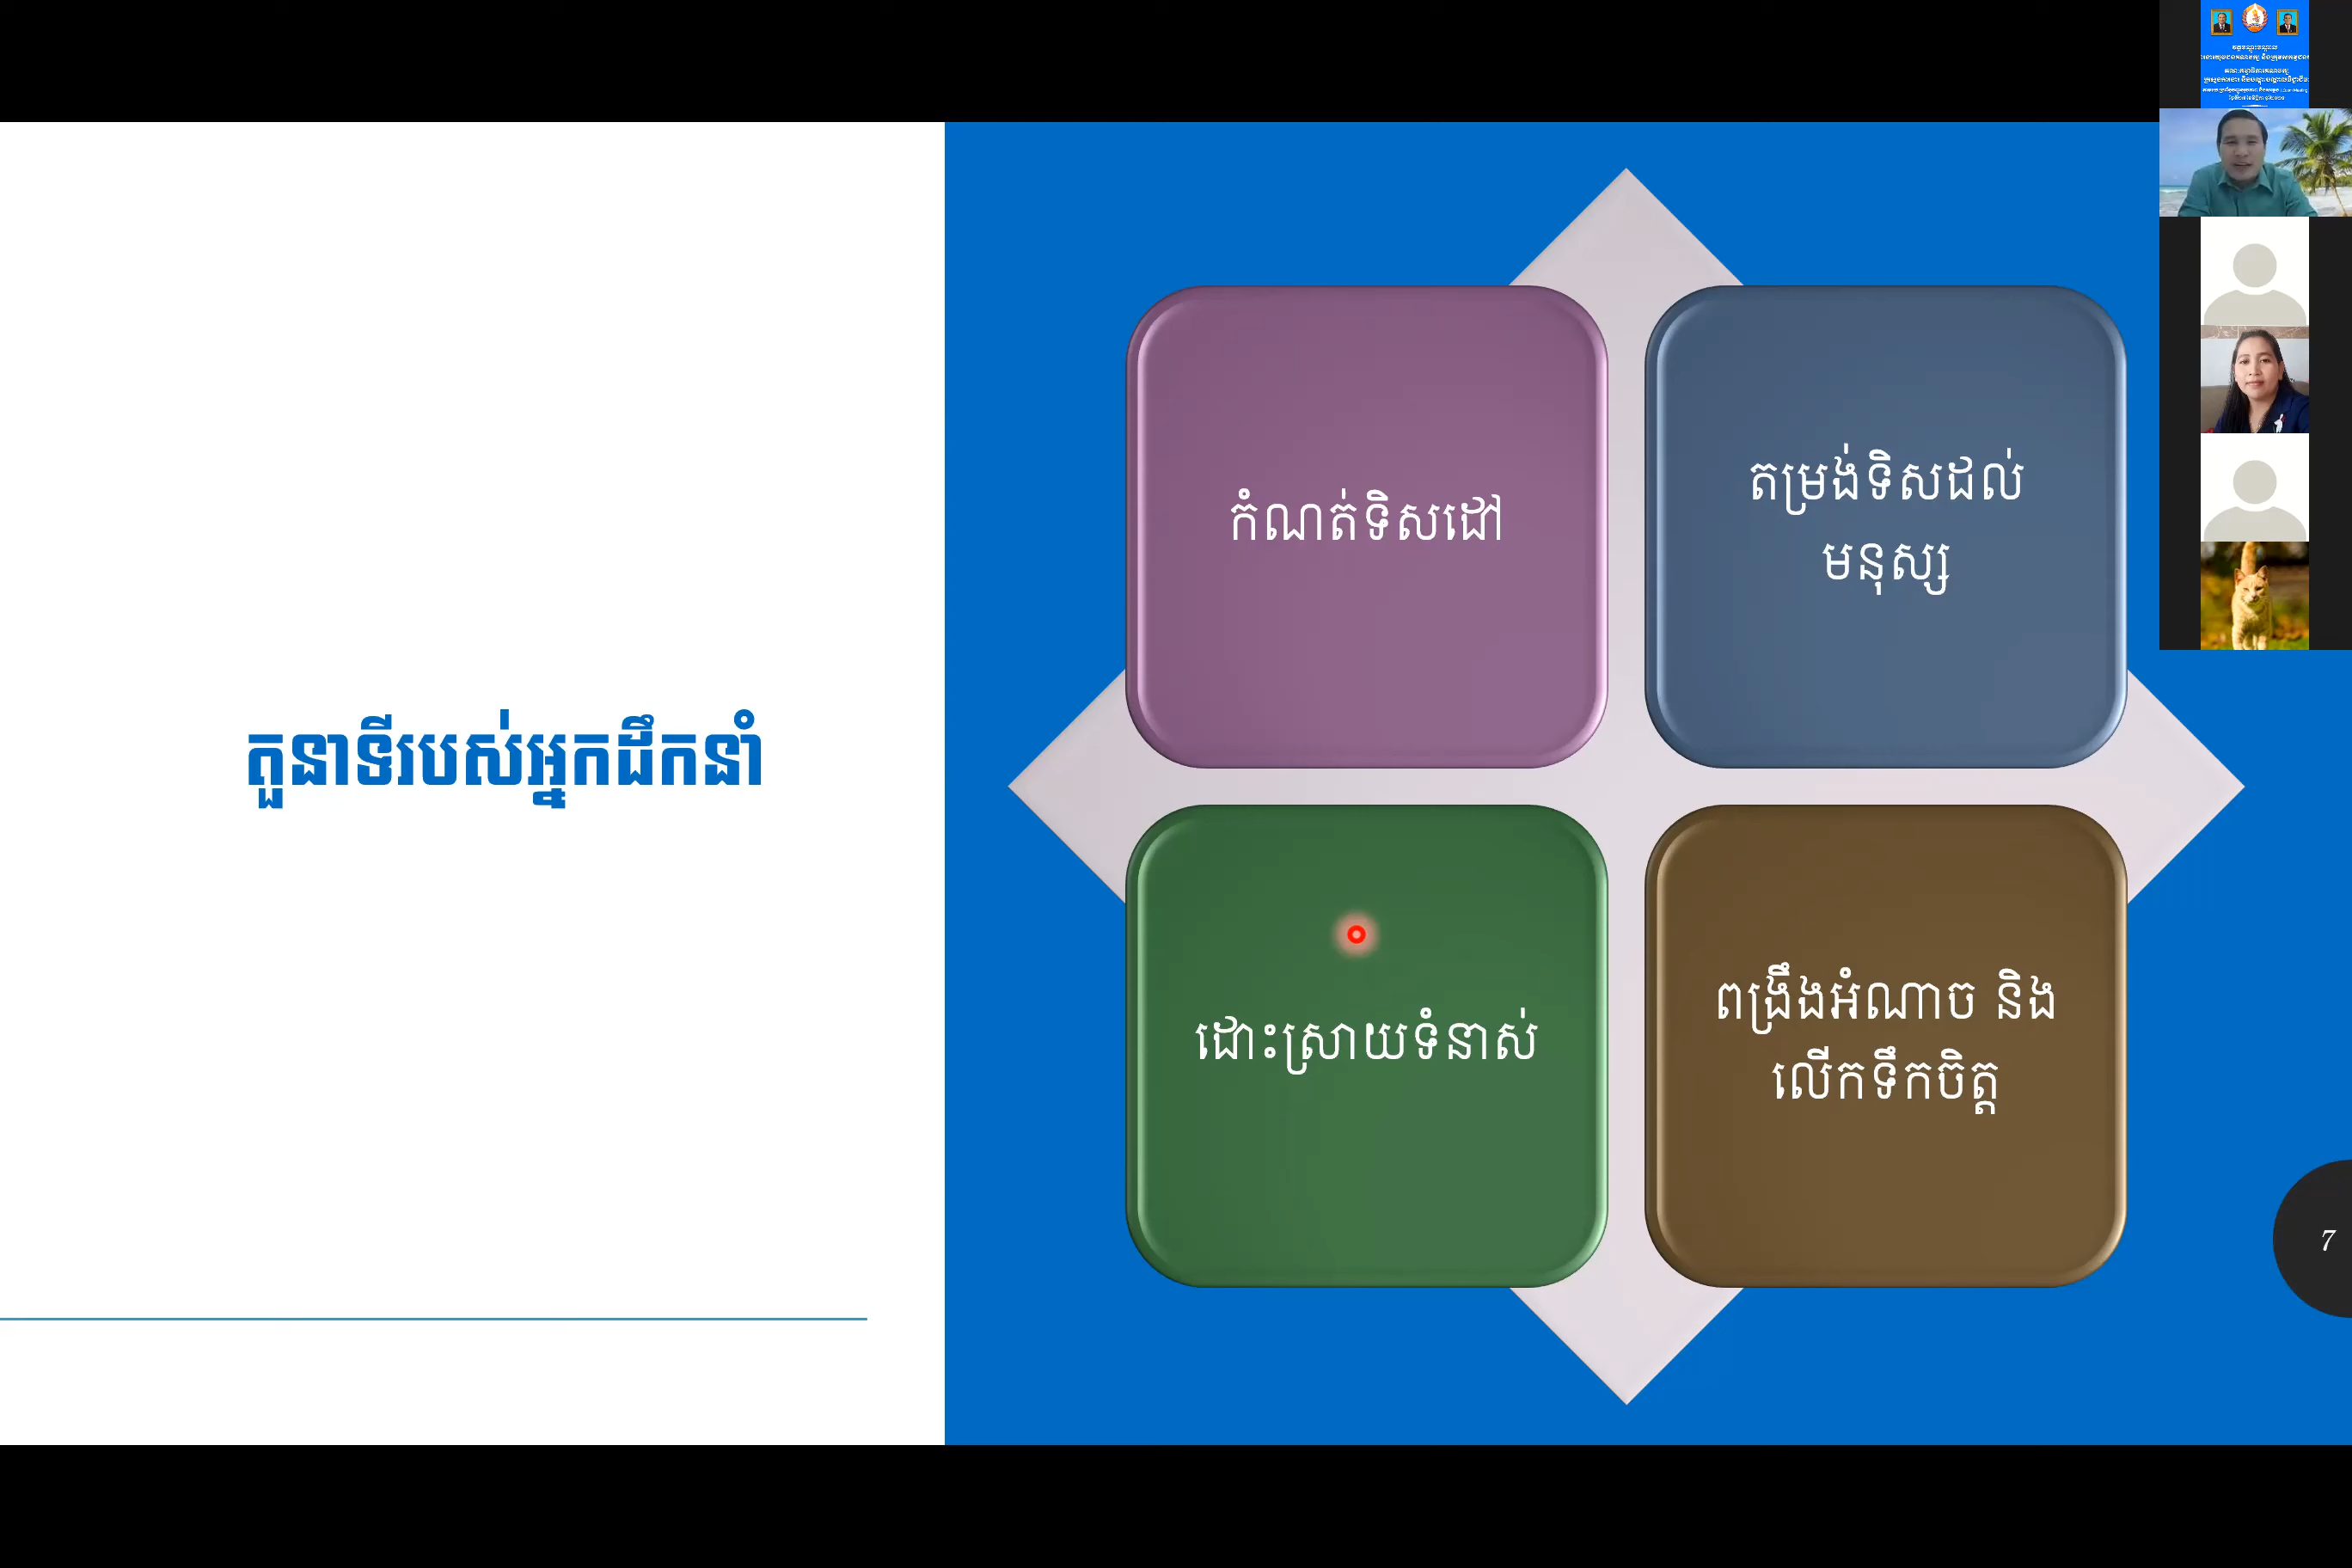 តួនាទីរបស់អ្នកដឹកនាំ
កំណត់ទិសដៅ
តម្រង់ទិសដល់
មនុស្ស
ដោះស្រាយទំនាស់
ពង្រឹងអំណាច និង
លើកទឹកចិត្ត
7